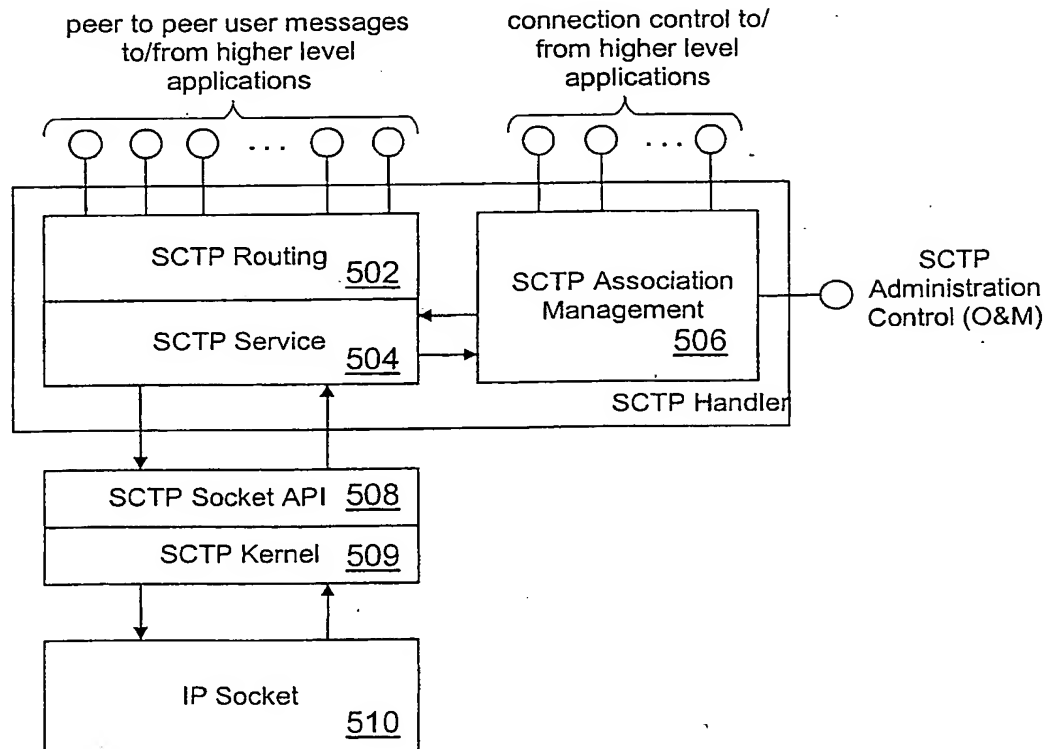 peer to peer user messages
to/from higher level
applications
connection control to/
from higher level
applications
...
...
SCTP Routing 502
SCTP Service 504
SCTP Association
Management
506
SCTP
Administration
Control (O&M)
SCTP Handler
SCTP Socket API 508
SCTP Kernel 509
IP Socket
510